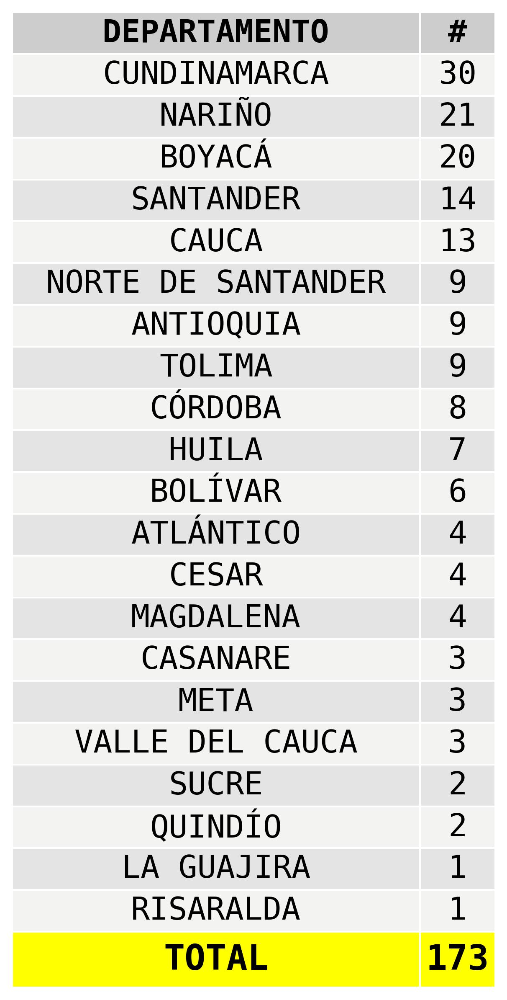 DEPARTAMENTO #
CUNDINAMARCA 30
NARIÑO 21
BOYACÁ 20
SANTANDER 14
CAUCA 13
NORTE DE SANTANDER 9
ANTIOQUIA 9
TOLIMA 9
CÓRDOBA 8
HUILA 7
BOLÍVAR 6
ATLÁNTICO 4
CESAR 4
MAGDALENA 4
CASANARE 3
META 3
VALLE DEL CAUCA 3
SUCRE 2
QUINDÍO 2
LA GUAJIRA 1
RISARALDA 1
TOTAL 173